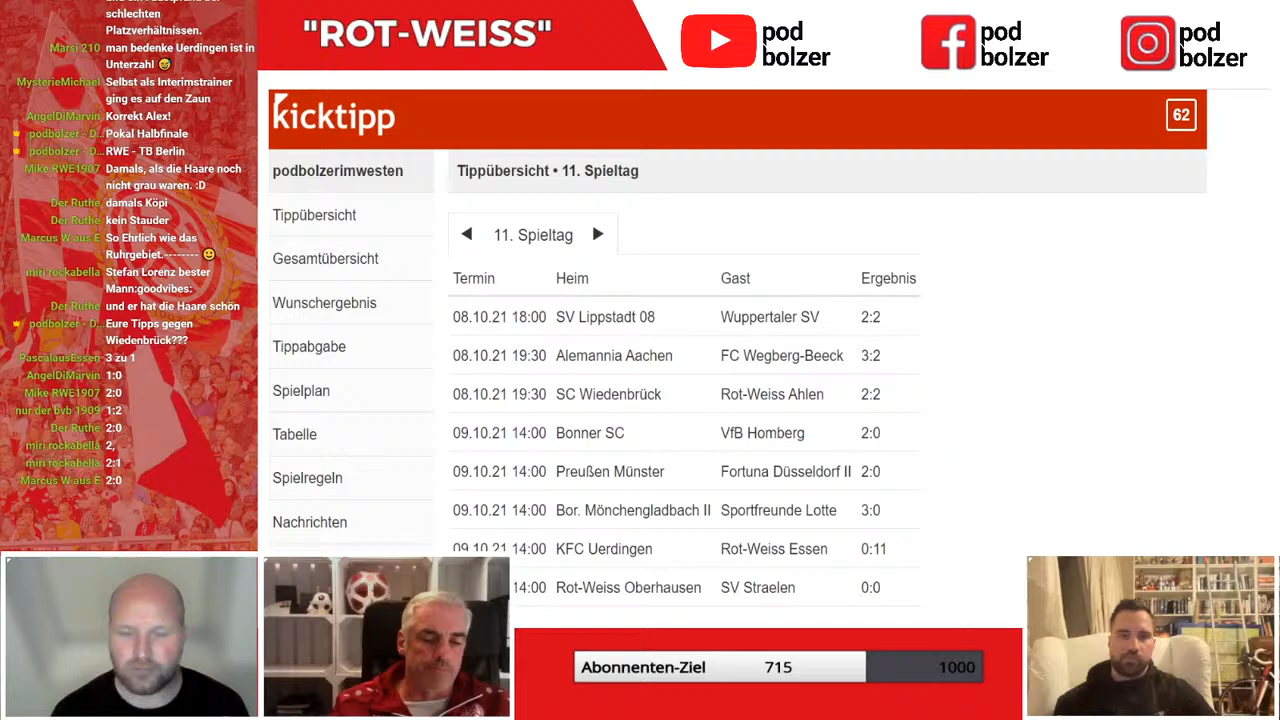 schlechten
Platzverhältnissen.
Marsi 210 man bedenke Uerdingen ist in
Unterzahl 😅
MysterieMichael Selbst als Interimstrainer
ging es auf den Zaun
AngelDiMarvin Korrekt Alex!
podbolzer - D... Pokal Halbfinale
podbolzer - D... RWE - TB Berlin
Mike RWE1907 Damals, als die Haare noch
nicht grau waren. :D
Der Ruthe damals Köpi
Der Ruthe kein Stauder
Marcus W aus E So Ehrlich wie das
Ruhrgebiet.-------- 😀
miri rockabella Stefan Lorenz bester
Mann:goodvibes:
Der Ruthe und er hat die Haare schön
podbolzer - D... Eure Tipps gegen
Wiedenbrück???
PascalausEssen 3 zu 1
AngelDiMarvin 1:0
Mike RWE1907 2:0
nur der bvb 1909 1:2
Der Ruthe 2:0
miri rockabella 2,
miri rockabella 2:1
Marcus W aus E 2:0
"ROT-WEISS"
pod
bolzer
pod
bolzer
pod
bolzer
kicktipp
62
podbolzerimwesten
Tippübersicht
Gesamtübersicht
Wunschergebnis
Tippabgabe
Spielplan
Tabelle
Spielregeln
Nachrichten
Tippübersicht • 11. Spieltag
◀ 11. Spieltag ▶
Termin Heim Gast Ergebnis
08.10.21 18:00 SV Lippstadt 08 Wuppertaler SV 2:2
08.10.21 19:30 Alemannia Aachen FC Wegberg-Beeck 3:2
08.10.21 19:30 SC Wiedenbrück Rot-Weiss Ahlen 2:2
09.10.21 14:00 Bonner SC VfB Homberg 2:0
09.10.21 14:00 Preußen Münster Fortuna Düsseldorf II 2:0
09.10.21 14:00 Bor. Mönchengladbach II Sportfreunde Lotte 3:0
09.10.21 14:00 KFC Uerdingen Rot-Weiss Essen 0:11
14:00 Rot-Weiss Oberhausen SV Straelen 0:0
Abonnenten-Ziel 715 1000